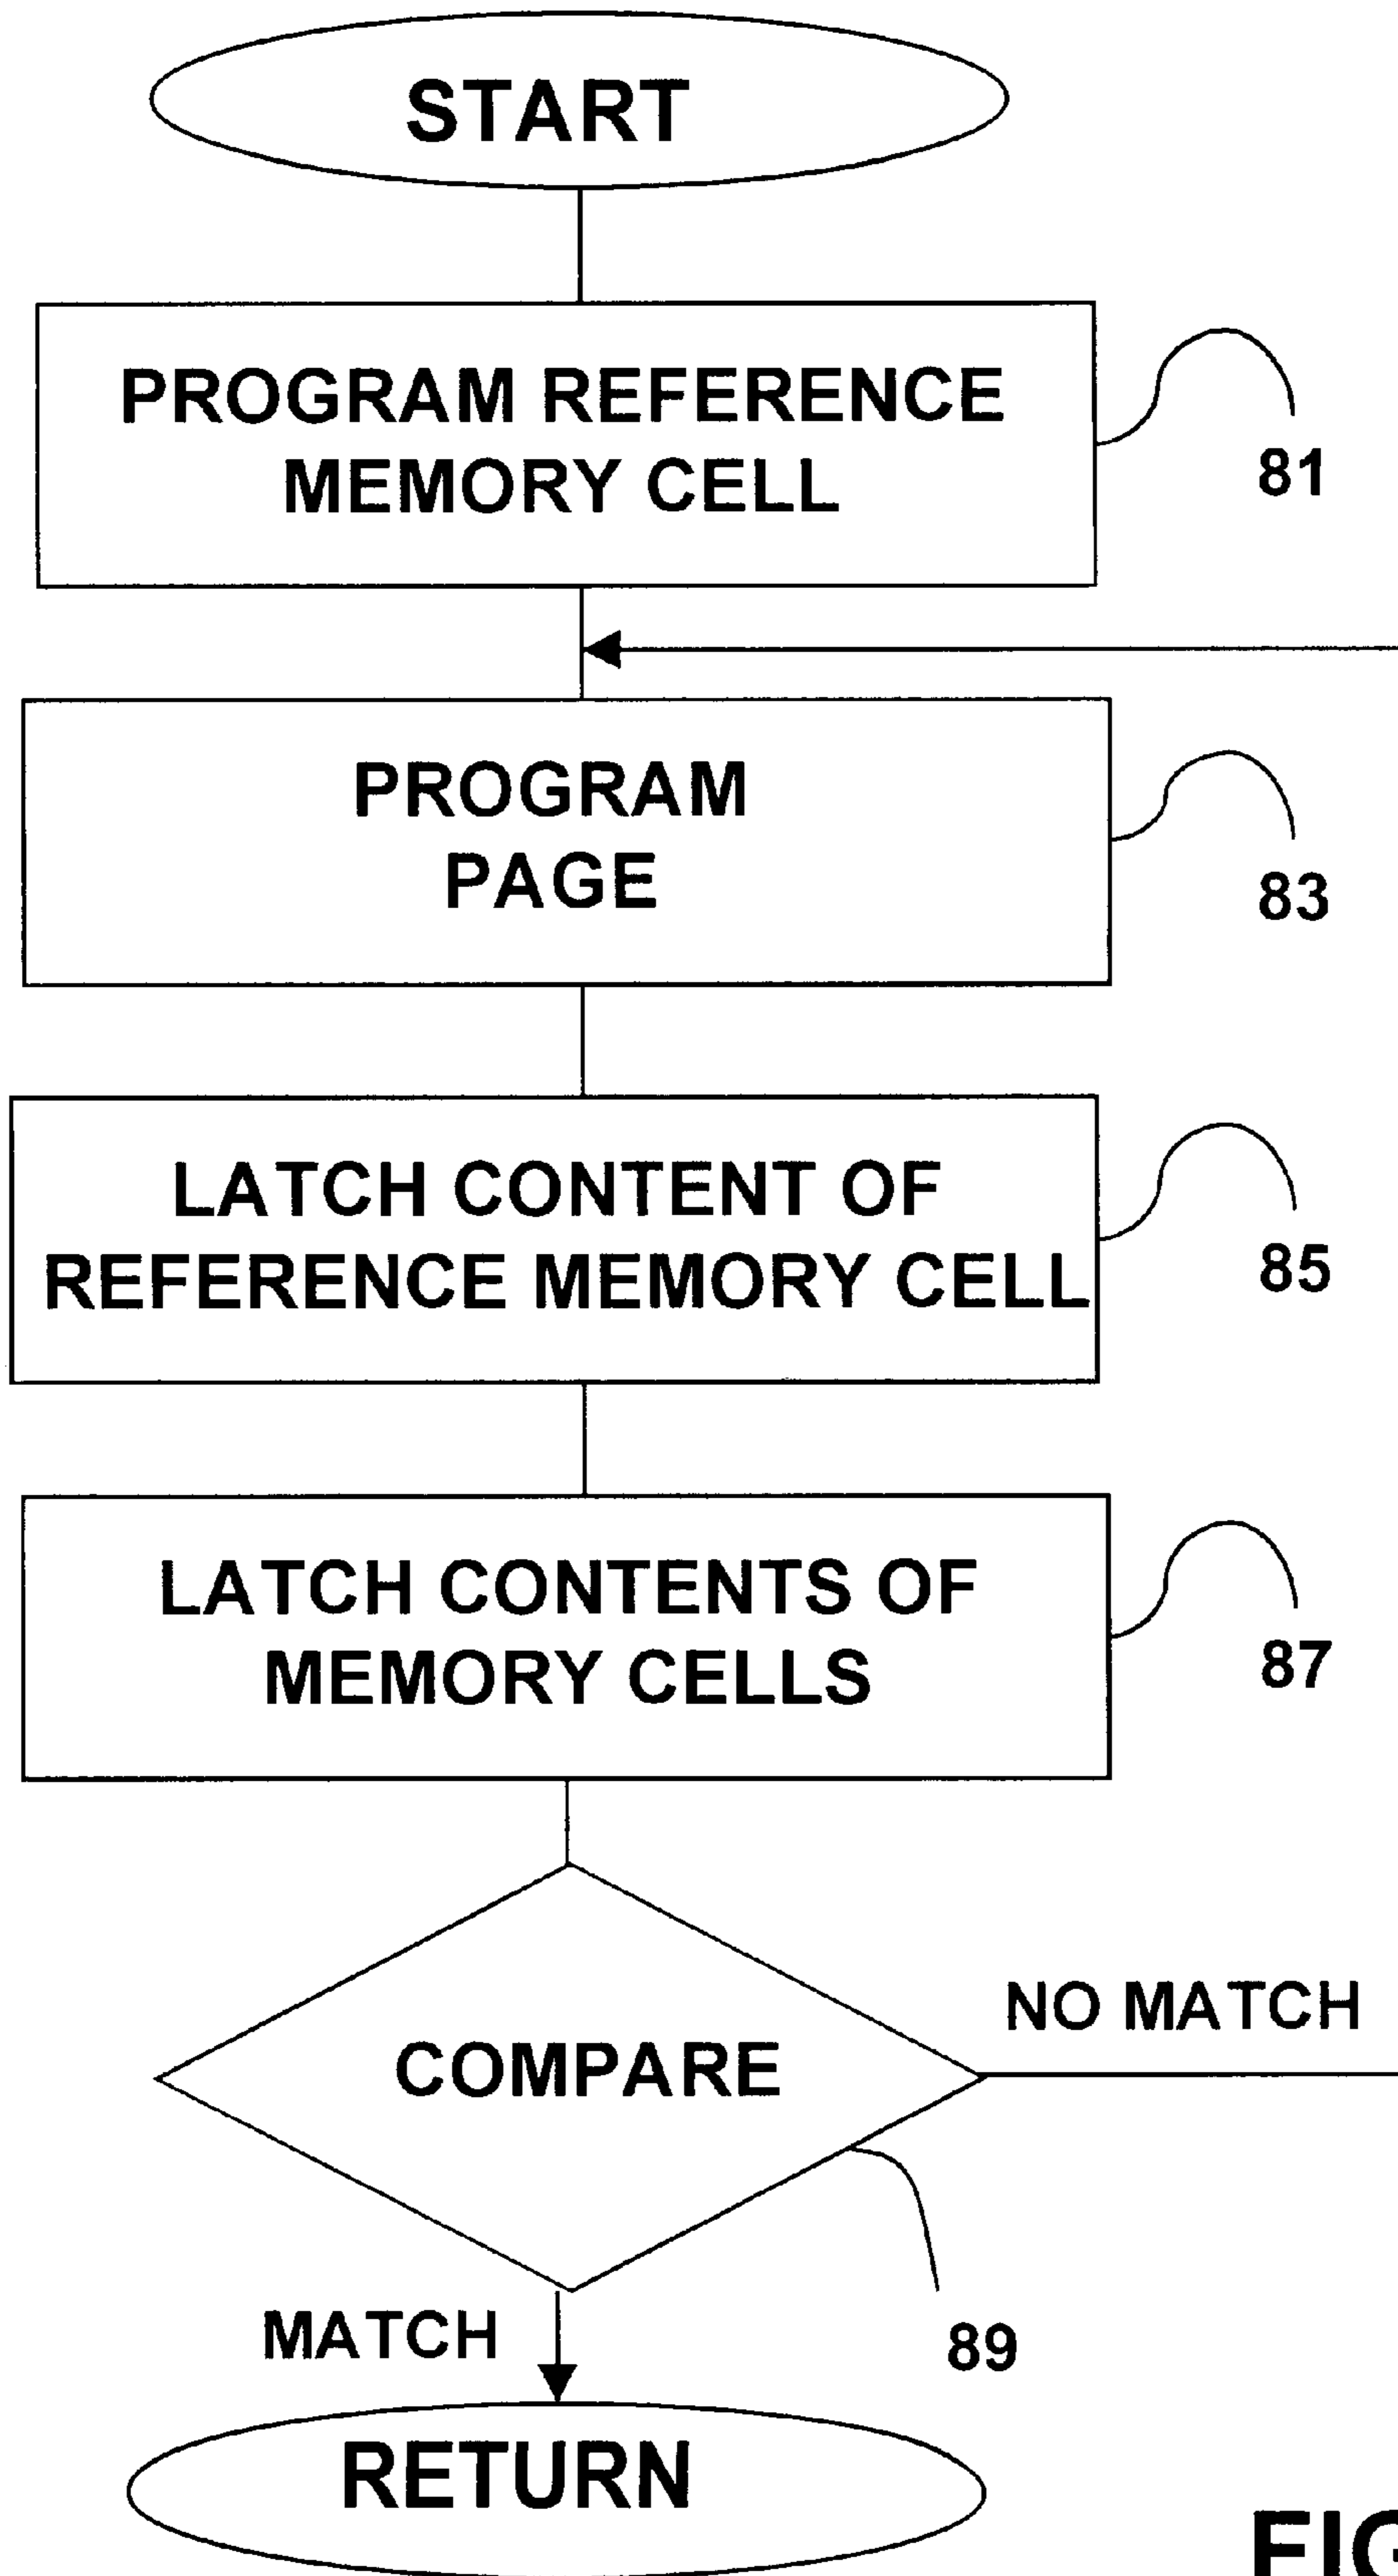 START
PROGRAM REFERENCE
MEMORY CELL
81
PROGRAM
PAGE
83
LATCH CONTENT OF
REFERENCE MEMORY CELL
85
LATCH CONTENTS OF
MEMORY CELLS
87
COMPARE
NO MATCH
89
MATCH
RETURN